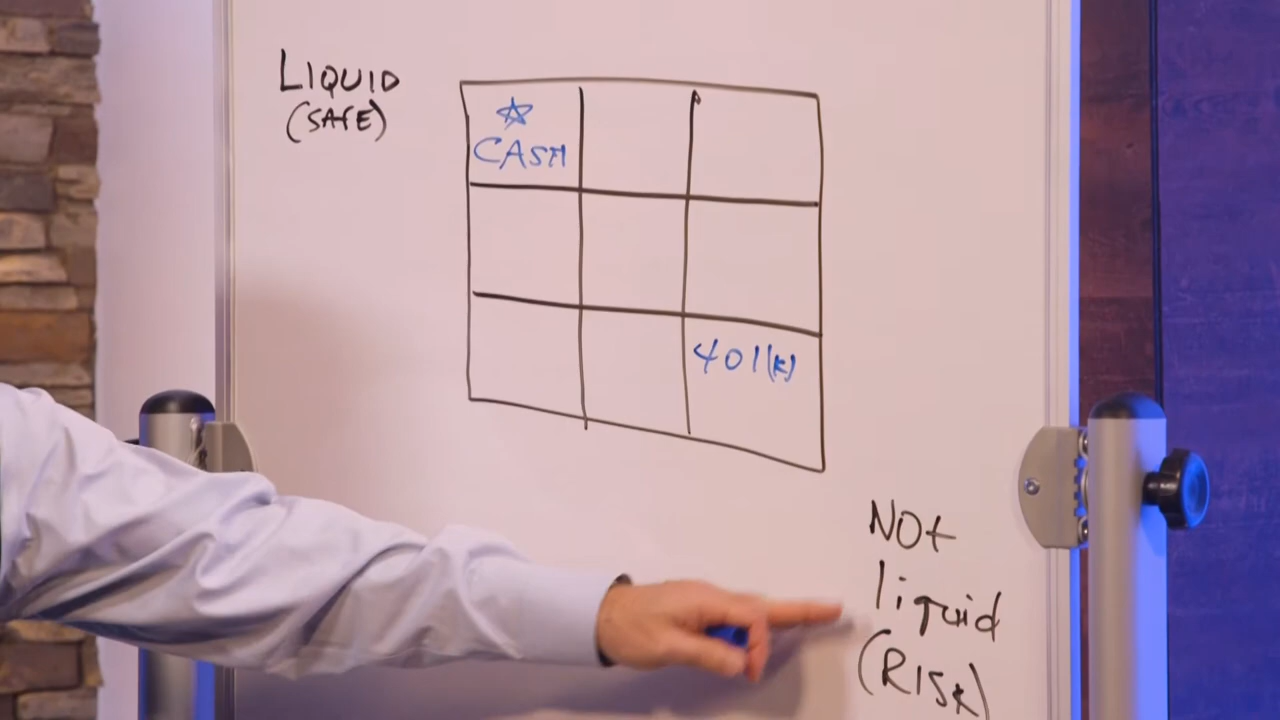 LIQUID
(SAFE)
CASH
401(k)
NOt
liquid
(RISK)